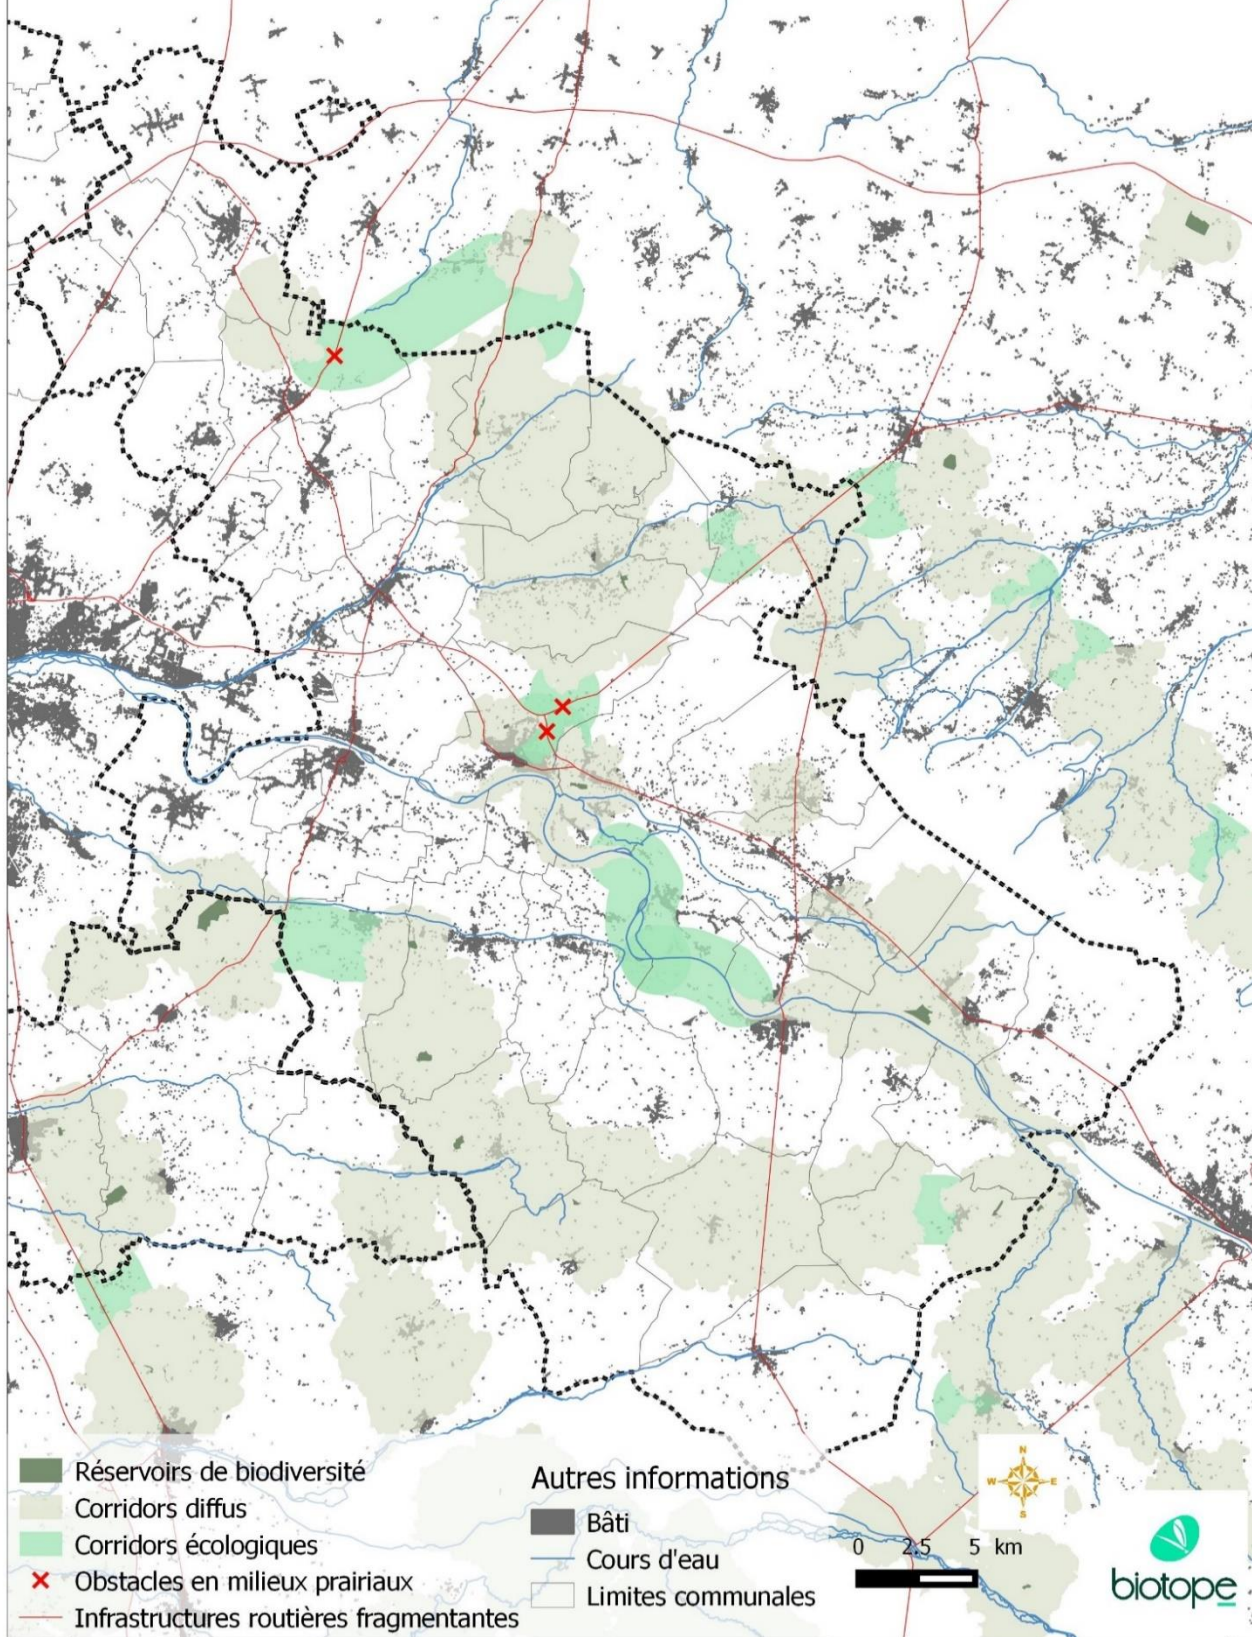 Réservoirs de biodiversité
Corridors diffus
Corridors écologiques
Obstacles en milieux prairiaux
Infrastructures routières fragmentantes
Autres informations
Bâti
Cours d'eau
Limites communales
N
W E
S
0 2.5 5 km
biotope